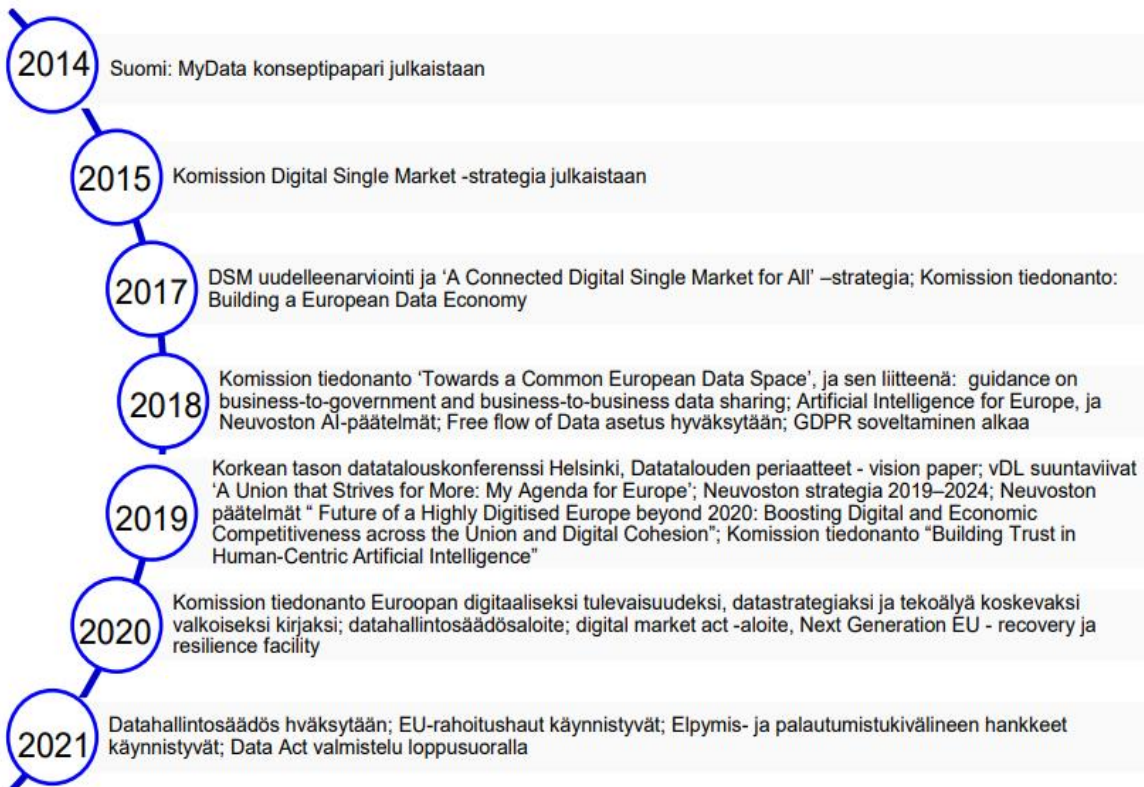 2014
Suomi: MyData konseptipapari julkaistaan
2015
Komission Digital Single Market -strategia julkaistaan
2017
DSM uudelleenarviointi ja ‘A Connected Digital Single Market for All’ –strategia; Komission tiedonanto:
Building a European Data Economy
2018
Komission tiedonanto ‘Towards a Common European Data Space’, ja sen liitteenä: guidance on
business-to-government and business-to-business data sharing; Artificial Intelligence for Europe, ja
Neuvoston AI-päätelmät; Free flow of Data asetus hyväksytään; GDPR soveltaminen alkaa
2019
Korkean tason datatalouskonferenssi Helsinki, Datatalouden periaatteet - vision paper; vDL suuntaviivat
‘A Union that Strives for More: My Agenda for Europe’; Neuvoston strategia 2019–2024; Neuvoston
päätelmät “ Future of a Highly Digitised Europe beyond 2020: Boosting Digital and Economic
Competitiveness across the Union and Digital Cohesion”; Komission tiedonanto “Building Trust in
Human-Centric Artificial Intelligence”
2020
Komission tiedonanto Euroopan digitaaliseksi tulevaisuudeksi, datastrategiaksi ja tekoälyä koskevaksi
valkoiseksi kirjaksi; datahallintosäädösaloite; digital market act -aloite, Next Generation EU - recovery ja
resilience facility
2021
Datahallintosäädös hväksytään; EU-rahoitushaut käynnistyvät; Elpymis- ja palautumistukivälineen hankkeet
käynnistyvät; Data Act valmistelu loppusuoralla